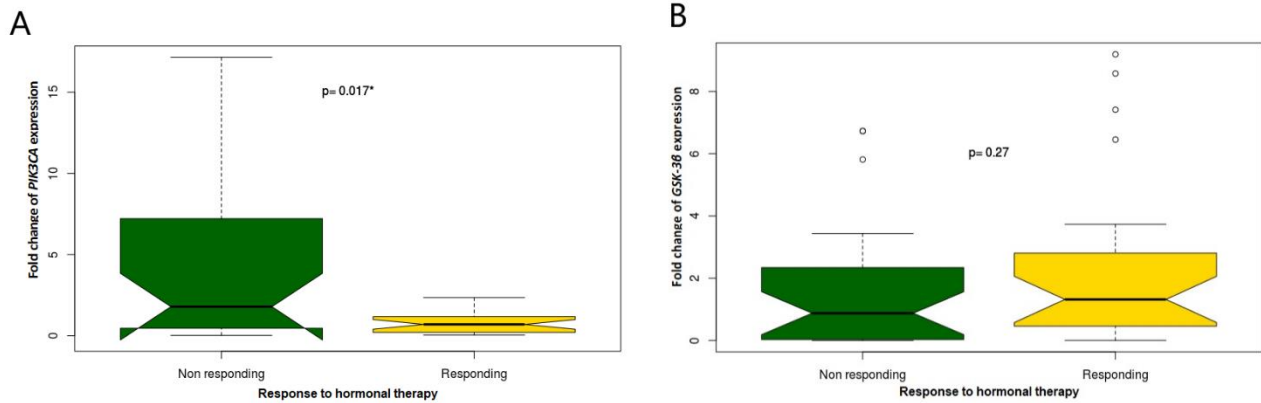 A
Fold change of PIK3CA expression
15
10
5
0
p= 0.017*
Non responding
Responding
Response to hormonal therapy
B
Fold change of GSK-3β expression
8
6
4
2
0
p= 0.27
Non responding
Responding
Response to hormonal therapy